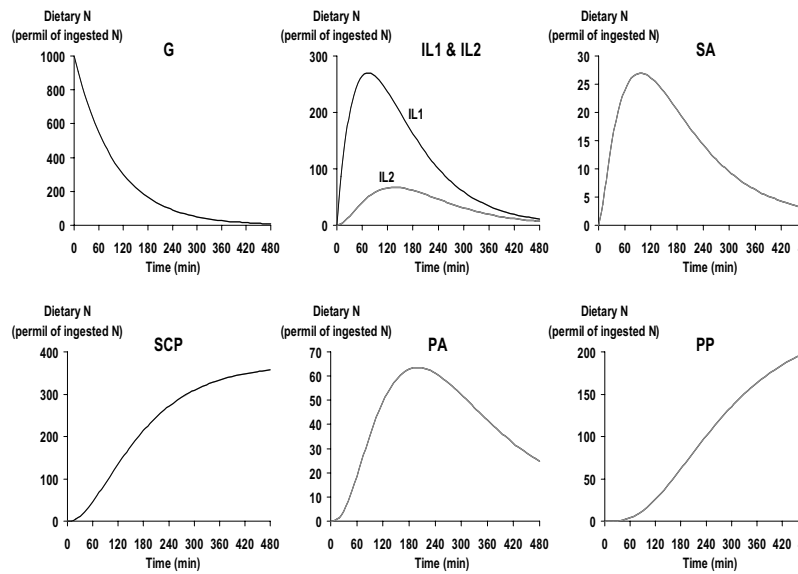 Dietary N
(permil of ingested N)
G
1000
800
600
400
200
0
0 60 120 180 240 300 360 420 480
Time (min)
Dietary N
(permil of ingested N)
IL1 & IL2
300
200
100
0
IL1
IL2
0 60 120 180 240 300 360 420 480
Time (min)
Dietary N
(permil of ingested N)
SA
30
25
20
15
10
5
0
0 60 120 180 240 300 360 420 480
Time (min)
Dietary N
(permil of ingested N)
SCP
400
300
200
100
0
0 60 120 180 240 300 360 420 480
Time (min)
Dietary N
(permil of ingested N)
PA
70
60
50
40
30
20
10
0
0 60 120 180 240 300 360 420 480
Time (min)
Dietary N
(permil of ingested N)
PP
200
150
100
50
0
0 60 120 180 240 300 360 420 480
Time (min)